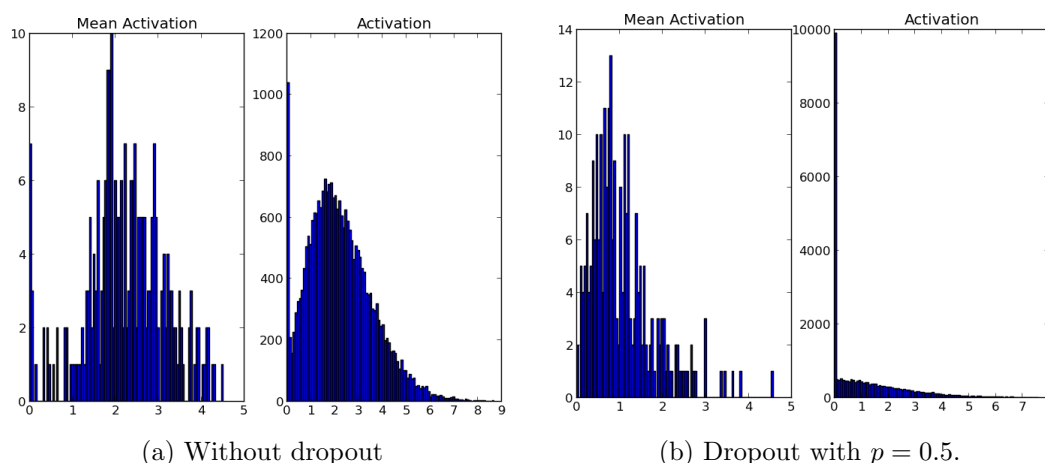 Mean Activation
10
8
6
4
2
0
0 1 2 3 4 5
Activation
1200
1000
800
600
400
200
0
0 1 2 3 4 5 6 7 8 9
(a) Without dropout
Mean Activation
14
12
10
8
6
4
2
0
0 1 2 3 4 5
Activation
10000
8000
6000
4000
2000
0
0 1 2 3 4 5 6 7
(b) Dropout with p = 0.5.